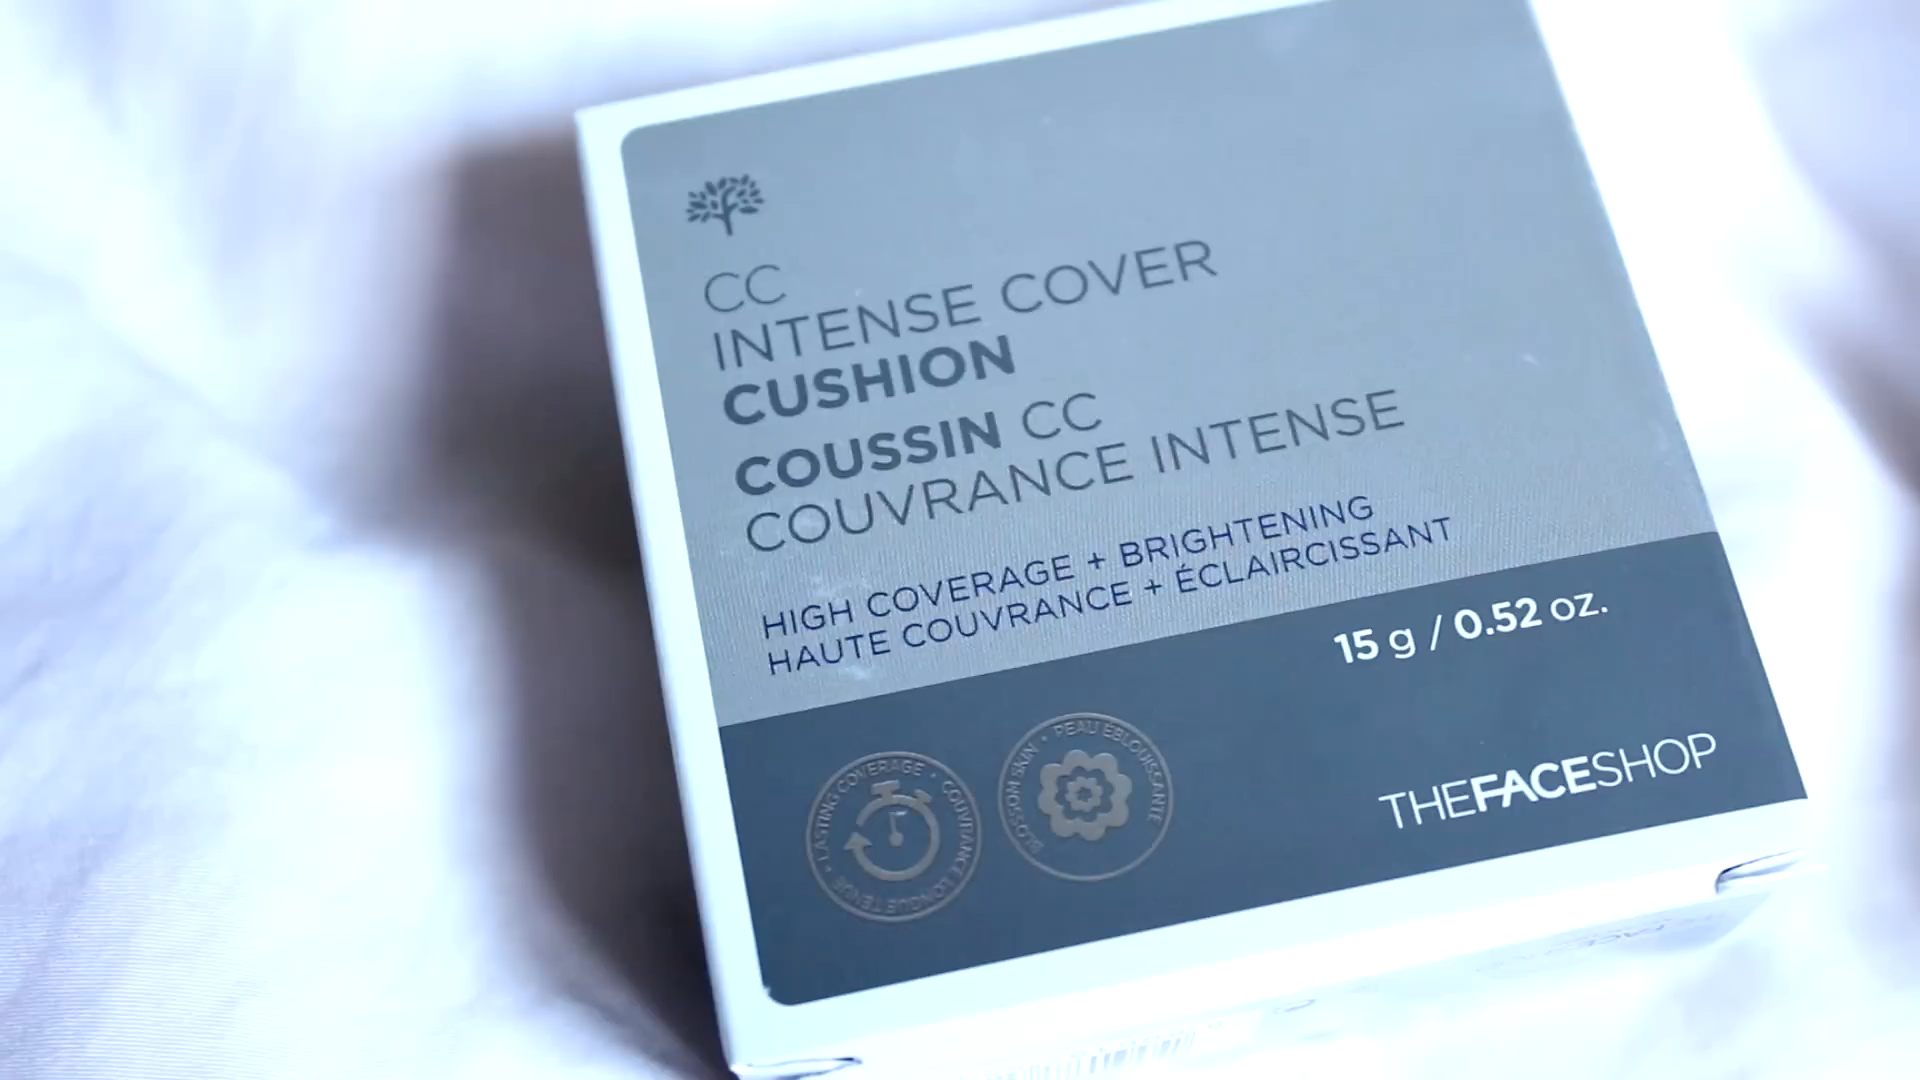 CC
INTENSE COVER
CUSHION
COUSSIN CC
COUVRANCE INTENSE
HIGH COVERAGE + BRIGHTENING
HAUTE COUVRANCE + ÉCLAIRCISSANT
15 g / 0.52 oz.
LASTING COVERAGE • COUVRANCE LONGUE TENUE •
BLOSSOM SKIN • PEAU ÉBLOUISSANTE
THEFACESHOP